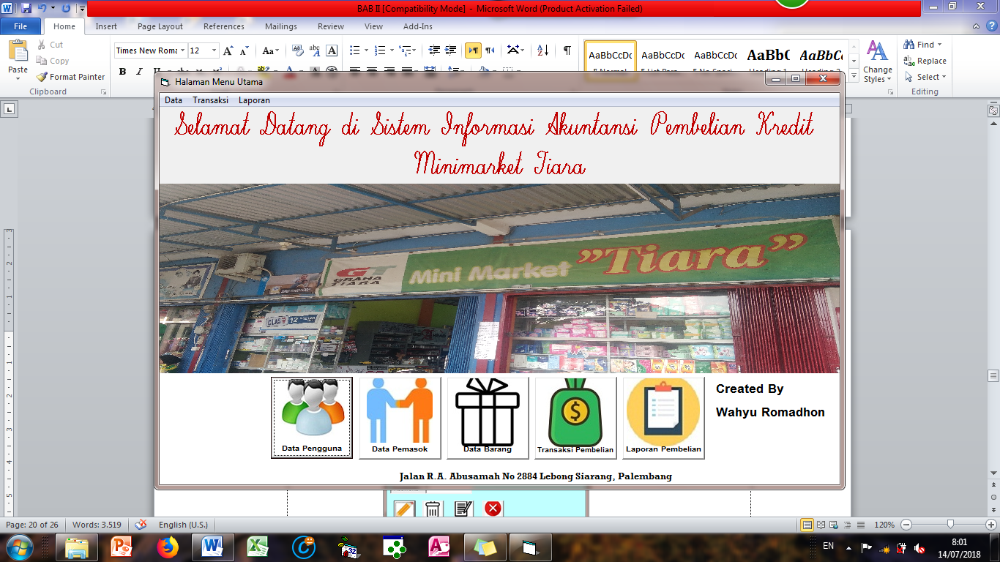 BAB II [Compatibility Mode] - Microsoft Word (Product Activation Failed)
File Home Insert Page Layout References Mailings Review View Add-Ins
Paste
Cut
Copy
Format Painter
Clipboard
Times New Roma 12
AaBbCcDc AaBbCcDc AaBbCcDc AaBbC AaBbCc
Change Styles
Find
Replace
Select
Editing
Halaman Menu Utama
Data Transaksi Laporan
Selamat Datang di Sistem Informasi Akuntansi Pembelian Kredit
Minimarket Tiara
GT
GRAHA
TIARA
Mini Market "Tiara"
CLAS
12
Data Pengguna
Data Pemasok
Data Barang
Transaksi Pembelian
Laporan Pembelian
Created By
Wahyu Romadhon
Jalan R.A. Abusamah No 2884 Lebong Siarang, Palembang
Page: 20 of 26 Words: 3.519 English (U.S.) 120%
EN 8:01
14/07/2018